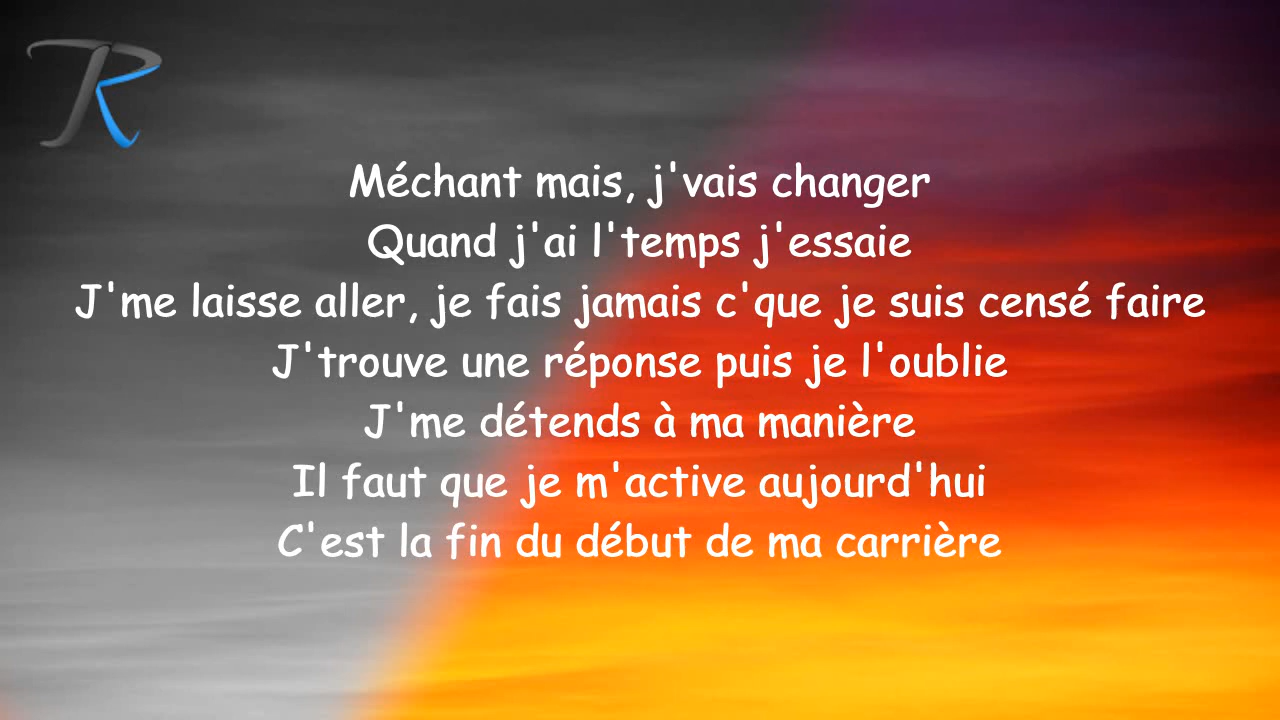 JR
Méchant mais, j'vais changer
Quand j'ai l'temps j'essaie
J'me laisse aller, je fais jamais c'que je suis censé faire
J'trouve une réponse puis je l'oublie
J'me détends à ma manière
Il faut que je m'active aujourd'hui
C'est la fin du début de ma carrière